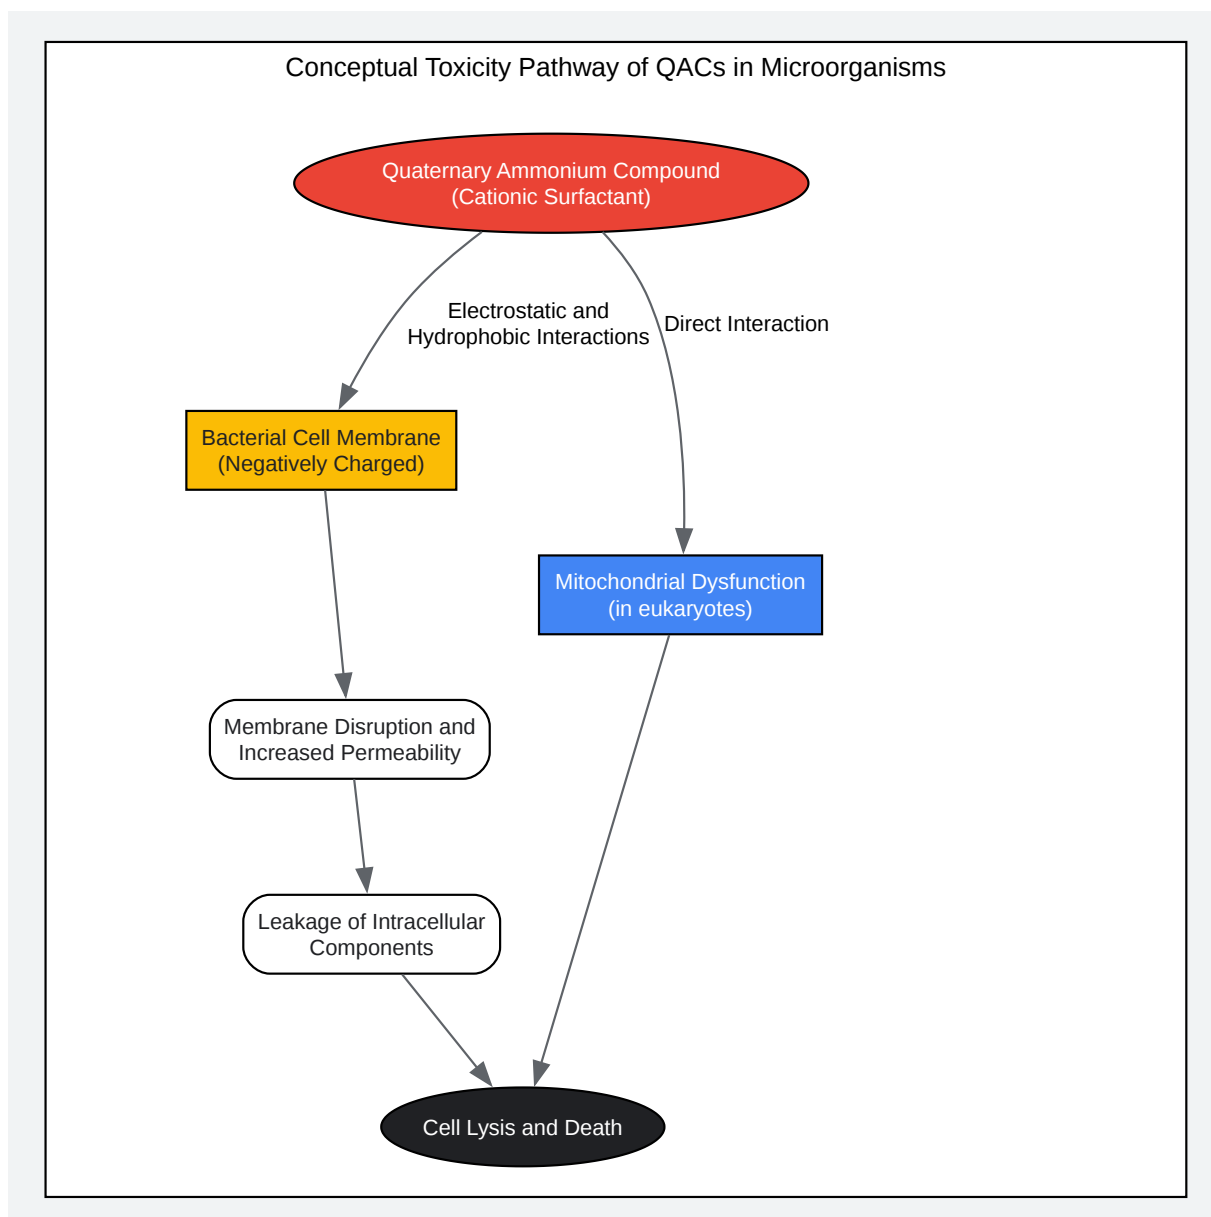 Conceptual Toxicity Pathway of QACs in Microorganisms
Quaternary Ammonium Compound
(Cationic Surfactant)
Electrostatic and
Hydrophobic Interactions
Direct Interaction
Bacterial Cell Membrane
(Negatively Charged)
Mitochondrial Dysfunction
(in eukaryotes)
Membrane Disruption and
Increased Permeability
Leakage of Intracellular
Components
Cell Lysis and Death